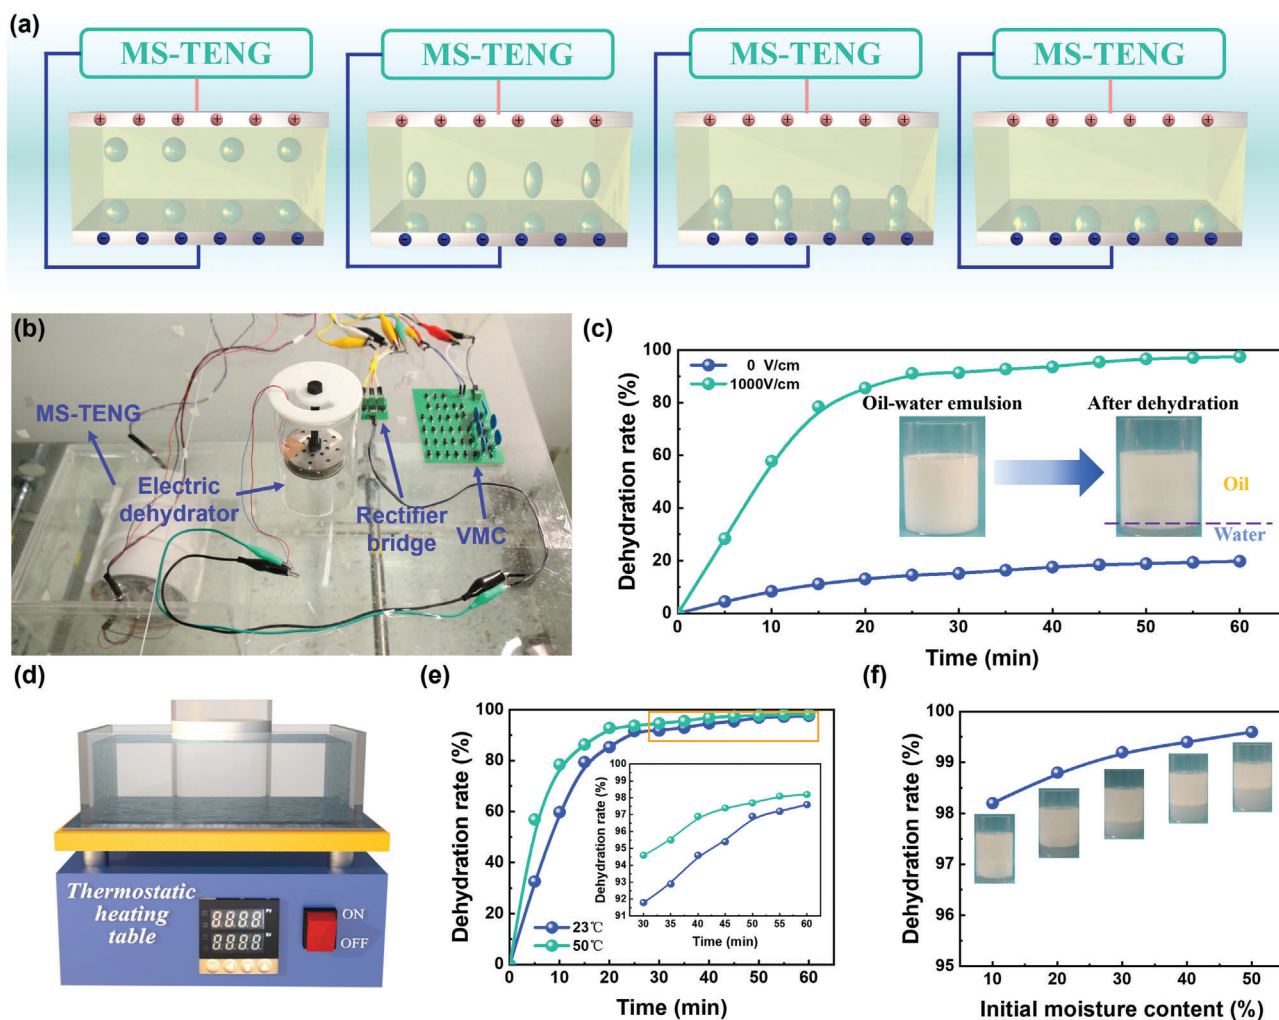 (a)
MS-TENG
MS-TENG
MS-TENG
MS-TENG
+ + + + + +
+ + + + + +
+ + + + + +
+ + + + + +
- - - - - -
- - - - - -
- - - - - -
- - - - - -
(b)
MS-TENG
Electric
dehydrator
Rectifier
bridge
VMC
(c)
Dehydration rate (%)
100
80
60
40
20
0
0 V/cm
1000V/cm
Oil-water emulsion
After dehydration
Oil
Water
0 10 20 30 40 50 60
Time (min)
(d)
Thermostatic
heating
table
PV
SV
ON
OFF
(e)
Dehydration rate (%)
100
80
60
40
20
0
Dehydration rate (%)
100
99
98
97
96
95
94
93
92
91
30 35 40 45 50 55 60
Time (min)
23℃
50℃
0 10 20 30 40 50 60
Time (min)
(f)
Dehydration rate (%)
100
99
98
97
96
95
10 20 30 40 50
Initial moisture content (%)